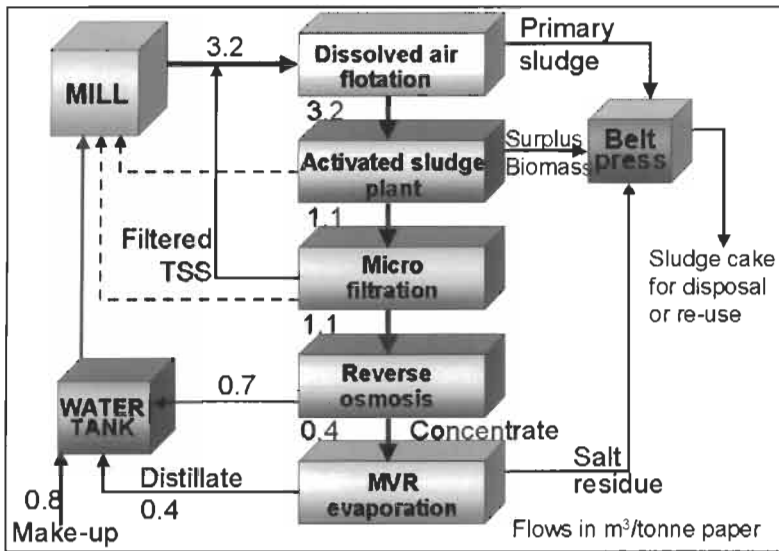 3.2
MILL
Dissolved air
flotation
Primary
sludge
3.2
Activated sludge
plant
Surplus
Biomass
Belt
press
1.1
Filtered
TSS
Micro
filtration
Sludge cake
for disposal
or re-use
1.1
WATER
TANK
0.7
Reverse
osmosis
0.4 Concentrate
Distillate
0.4
MVR
evaporation
Salt
residue
0.8
Make-up
Flows in m³/tonne paper